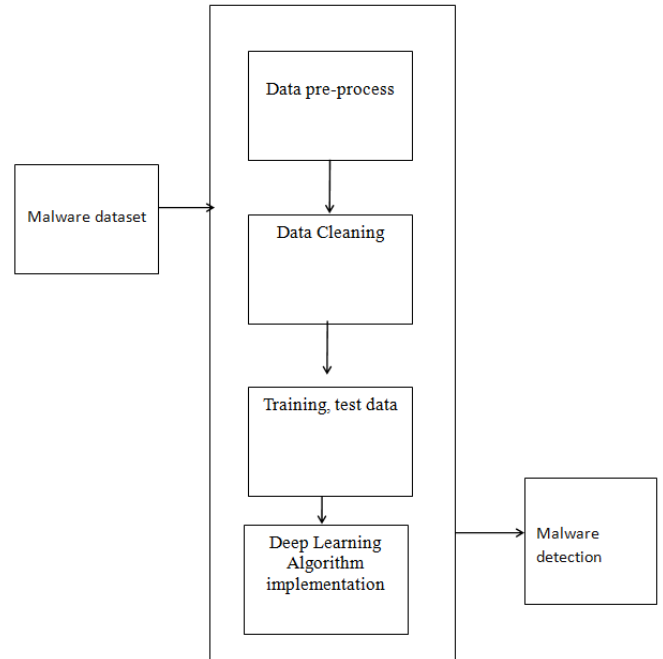 Data pre-process
Malware dataset
Data Cleaning
Training, test data
Deep Learning
Algorithm
implementation
Malware
detection